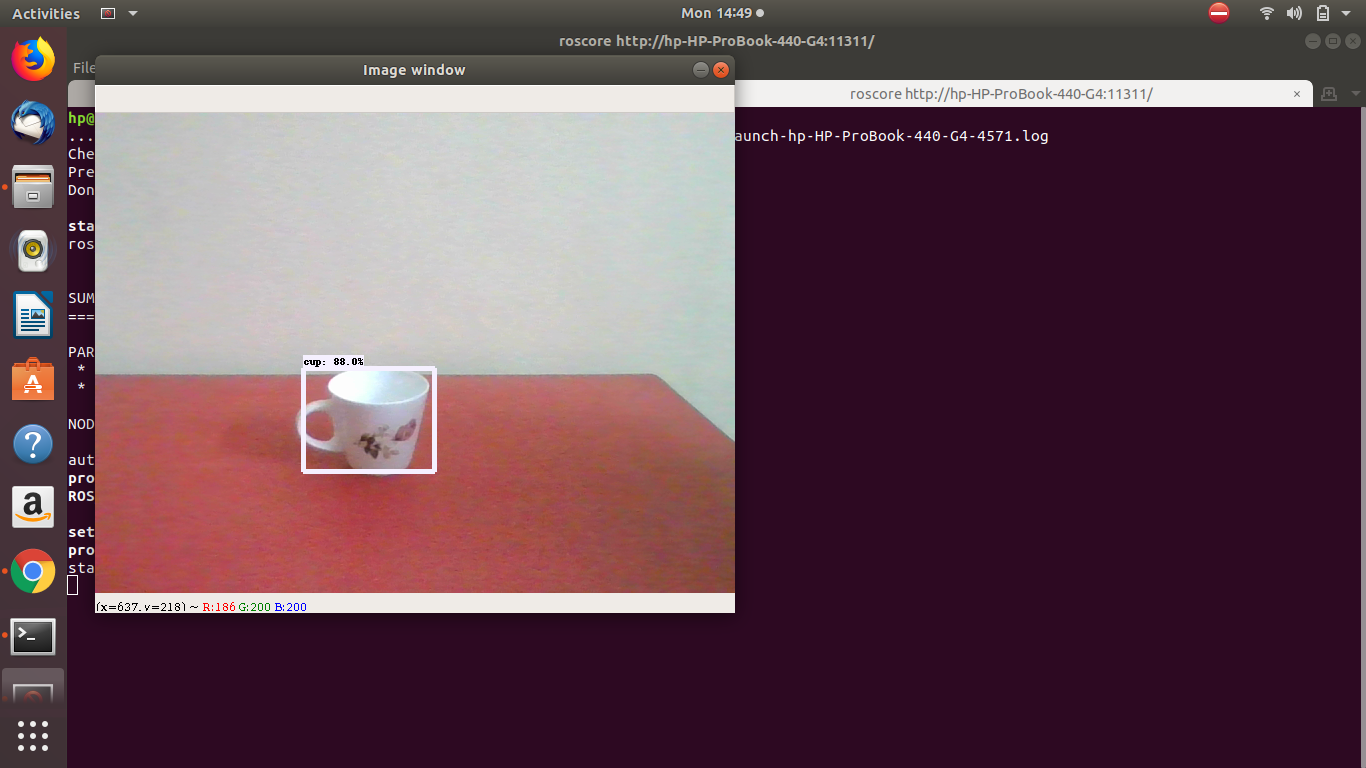 Activities
Mon 14:49
roscore http://hp-HP-ProBook-440-G4:11311/
File
Image window
roscore http://hp-HP-ProBook-440-G4:11311/ ×
hp@
... aunch-hp-HP-ProBook-440-G4-4571.log
Che
Pre
Don
sta
ros
SUM
===
PAR
*
*
NOD
aut
pro
ROS
set
pro
sta
cup: 88.0%
(x=637, y=218) ~ R:186 G:200 B:200